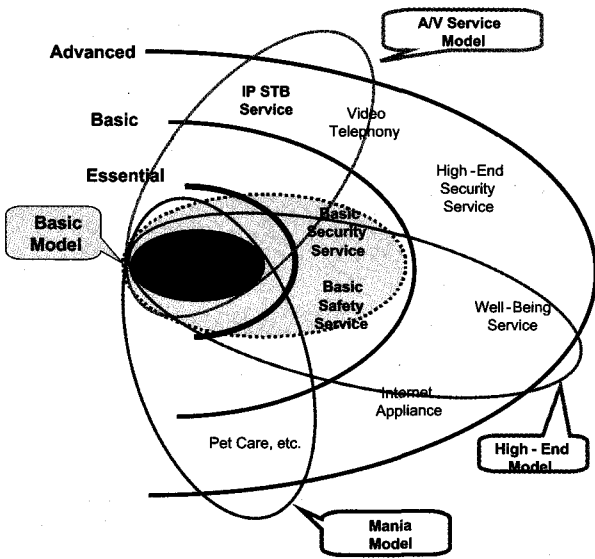 A/V Service
Model
Advanced
IP STB
Service
Video
Telephony
Basic
High-End
Security
Service
Essential
Basic
Model
Basic
Security
Service
Basic
Safety
Service
Well-Being
Service
Internet
Appliance
Pet Care, etc.
High - End
Model
Mania
Model